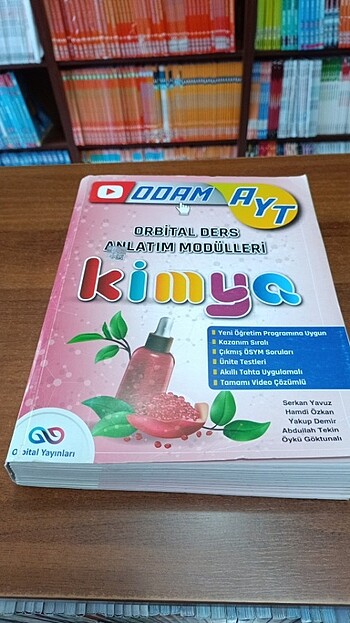 ODAM AYT
ORBİTAL DERS
ANLATIM MODÜLLERİ
kimya
Yeni Öğretim Programına Uygun
Kazanım Sıralı
Çıkmış ÖSYM Soruları
Ünite Testleri
Akıllı Tahta Uygulamalı
Tamamı Video Çözümlü
Serkan Yavuz
Hamdi Özkan
Yakup Demir
Abdullah Tekin
Öykü Göktunalı
Orbital Yayınları